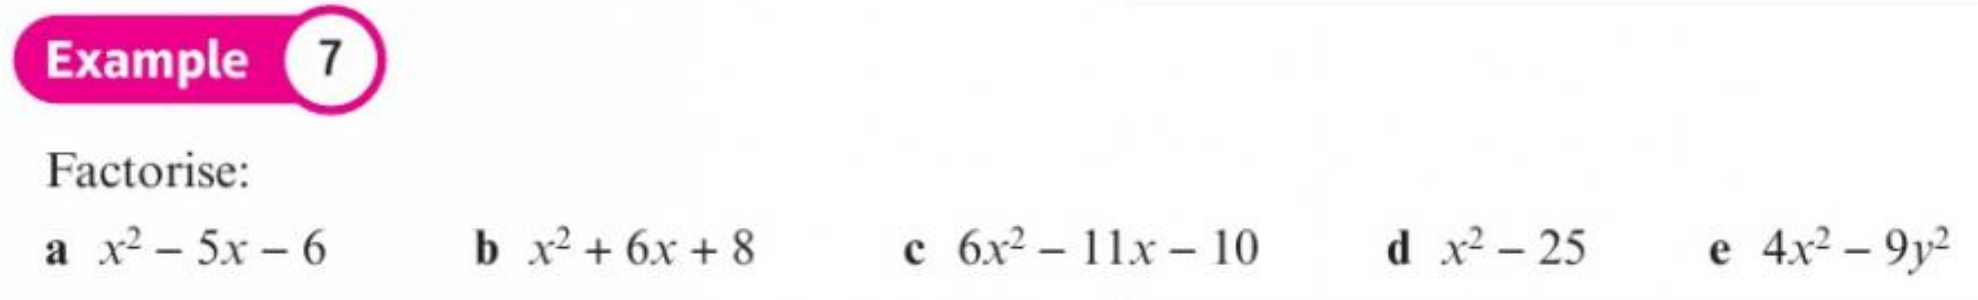 Example 7
Factorise:
a x² – 5x – 6 b x² + 6x + 8 c 6x² – 11x – 10 d x² – 25 e 4x² – 9y²